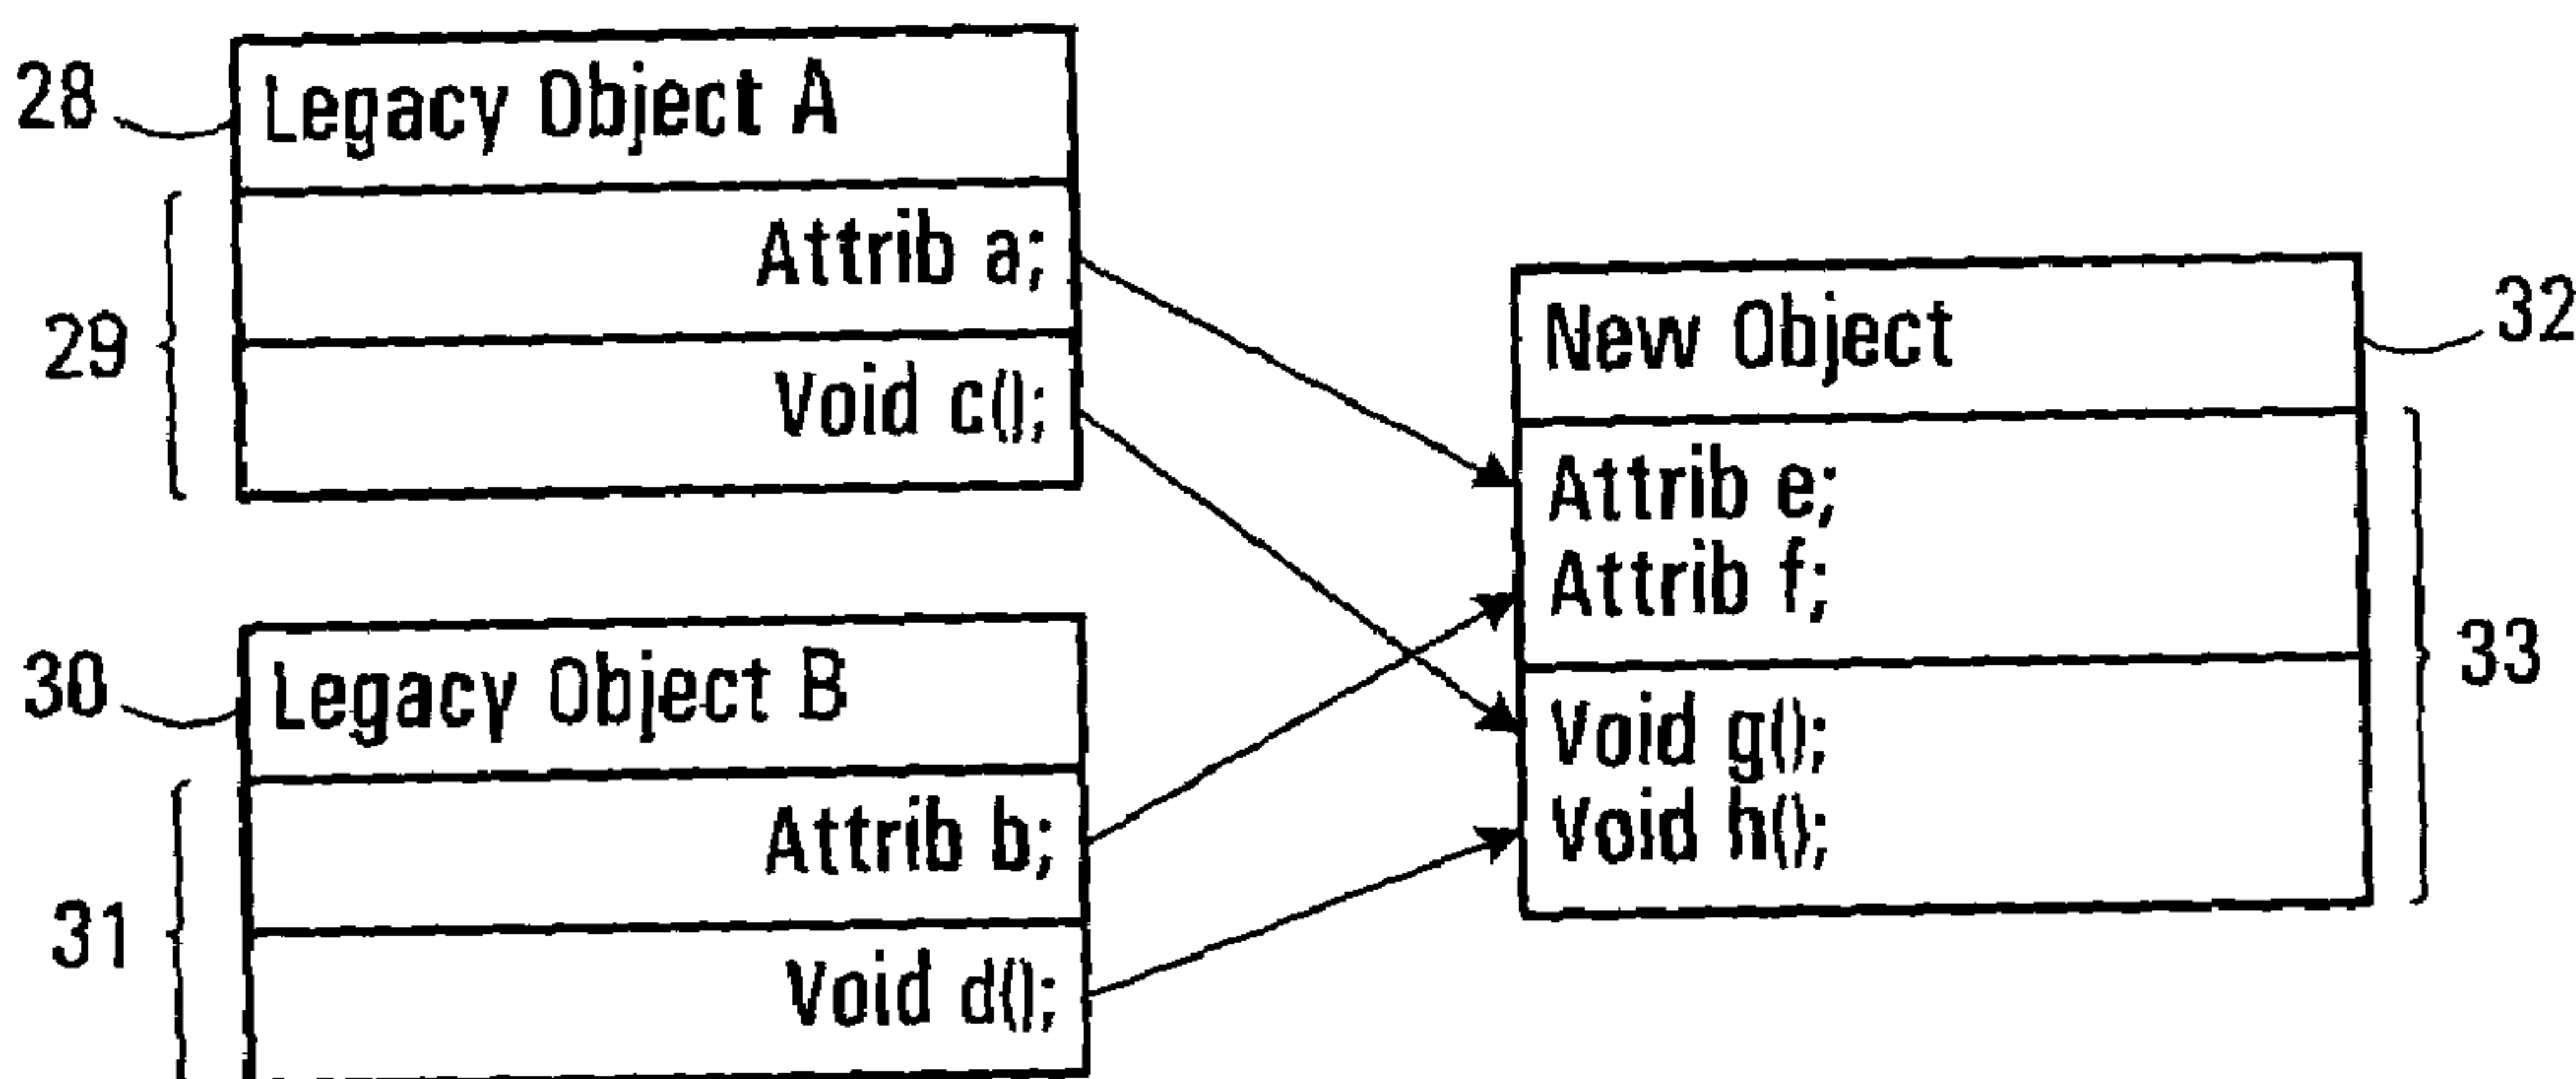 28
Legacy Object A
Attrib a;
29
Void c();
30
Legacy Object B
Attrib b;
31
Void d();
New Object
32
Attrib e;
Attrib f;
33
Void g();
Void h();